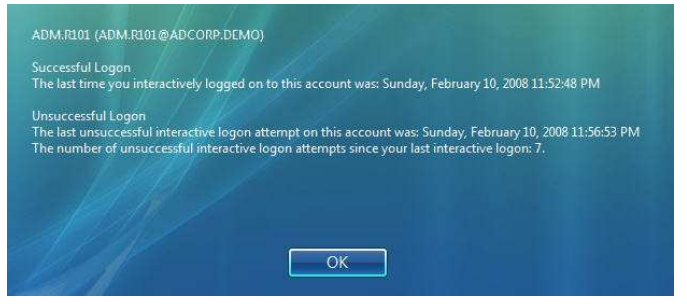 ADM.R101 (ADM.R101@ADCORP.DEMO)
Successful Logon
The last time you interactively logged on to this account was: Sunday, February 10, 2008 11:52:48 PM
Unsuccessful Logon
The last unsuccessful interactive logon attempt on this account was: Sunday, February 10, 2008 11:56:53 PM
The number of unsuccessful interactive logon attempts since your last interactive logon: 7.
OK